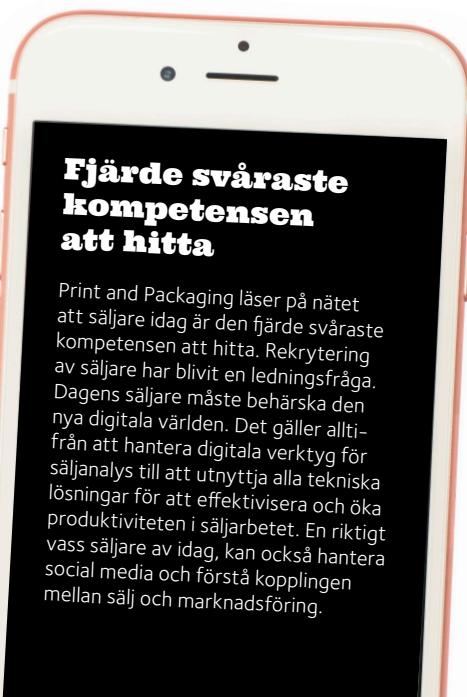 Fjärde svåraste
kompetensen
att hitta
Print and Packaging läser på nätet
att säljare idag är den fjärde svåraste
kompetensen att hitta. Rekrytering
av säljare har blivit en ledningsfråga.
Dagens säljare måste behärska den
nya digitala världen. Det gäller allti-
från att hantera digitala verktyg för
säljanalys till att utnyttja alla tekniska
lösningar för att effektivisera och öka
produktiviteten i säljarbetet. En riktigt
vass säljare av idag, kan också hantera
social media och förstå kopplingen
mellan sälj och marknadsföring.